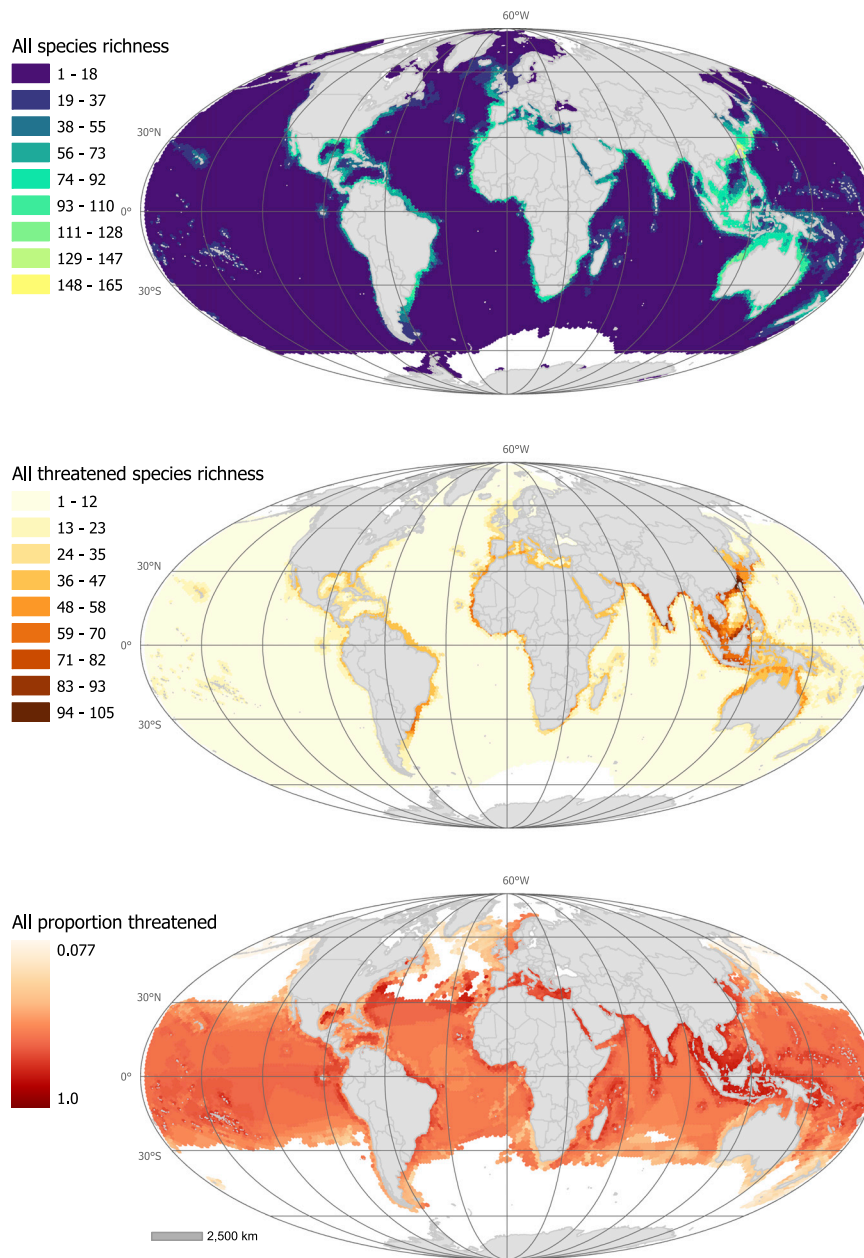 60°W
All species richness
1 - 18
19 - 37
38 - 55
56 - 73
74 - 92
93 - 110
111 - 128
129 - 147
148 - 165
30°N
0°
30°S
60°W
All threatened species richness
1 - 12
13 - 23
24 - 35
36 - 47
48 - 58
59 - 70
71 - 82
83 - 93
94 - 105
30°N
0°
30°S
60°W
All proportion threatened
0.077
1.0
30°N
0°
30°S
2,500 km